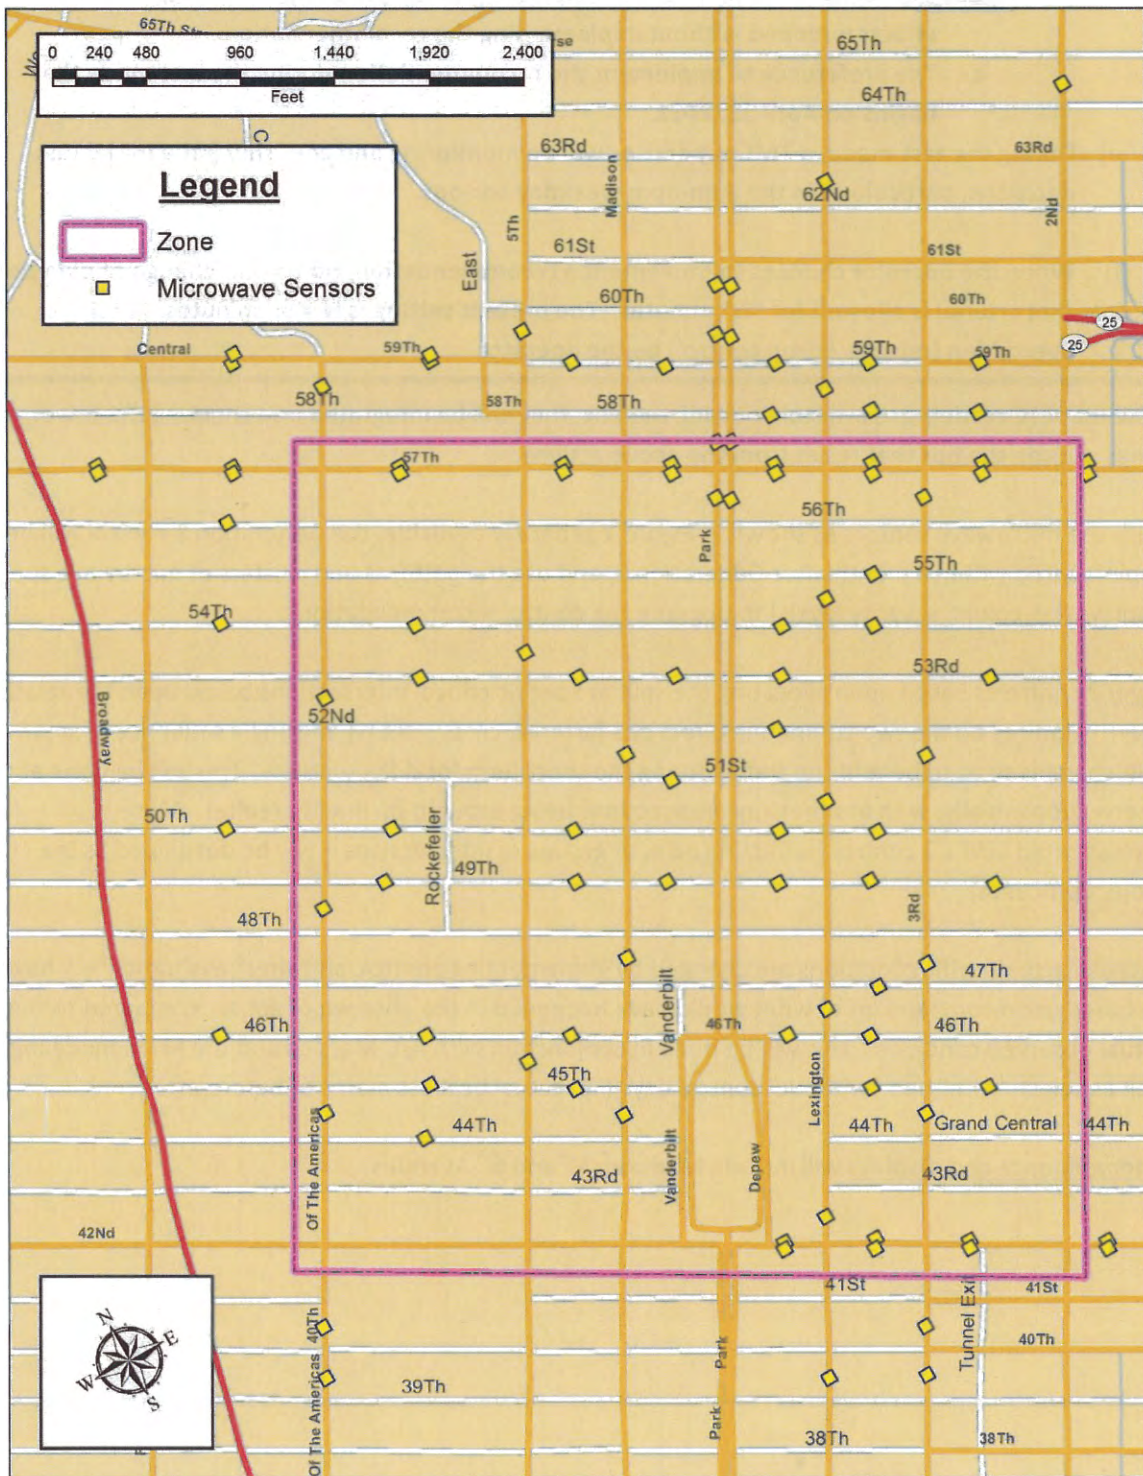 65Th St
rse
65Th
0 240 480 960 1,440 1,920 2,400
Feet
64Th
C
63Rd
63Rd
Legend
Madison
62Nd
Zone
5Th
2Nd
61St
61St
Microwave Sensors
East
60Th
60Th
25
25
Central
59Th
59Th
59Th
58Th
58Th
58Th
57Th
56Th
Park
55Th
54Th
53Rd
52Nd
Broadway
51St
50Th
Rockefeller
49Th
48Th
3Rd
47Th
Vanderbilt
46Th
46Th
46Th
45Th
Lexington
44Th
44Th
Grand Central
44Th
Of The Americas
43Rd
Vanderbilt
Depew
43Rd
42Nd
41St
41St
Tunnel Exit
N
E
W
S
40Th
Park
40Th
39Th
Of The Americas
Park
38Th
38Th